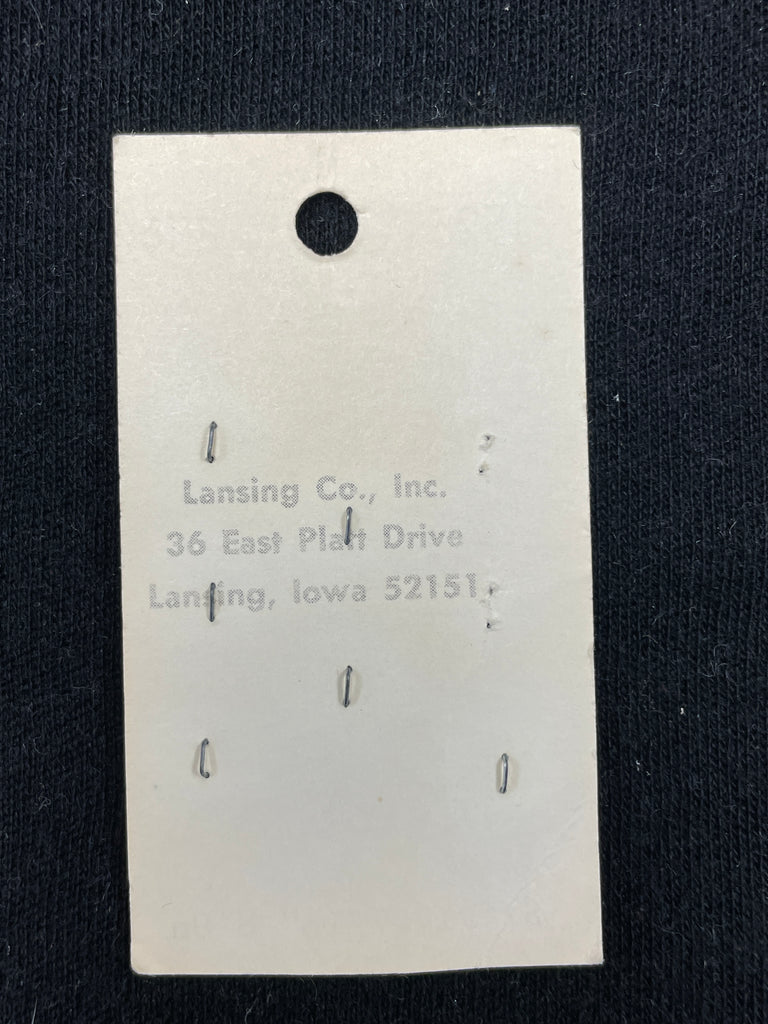 Lansing Co., Inc.
36 East Platt Drive
Lansing, Iowa 52151